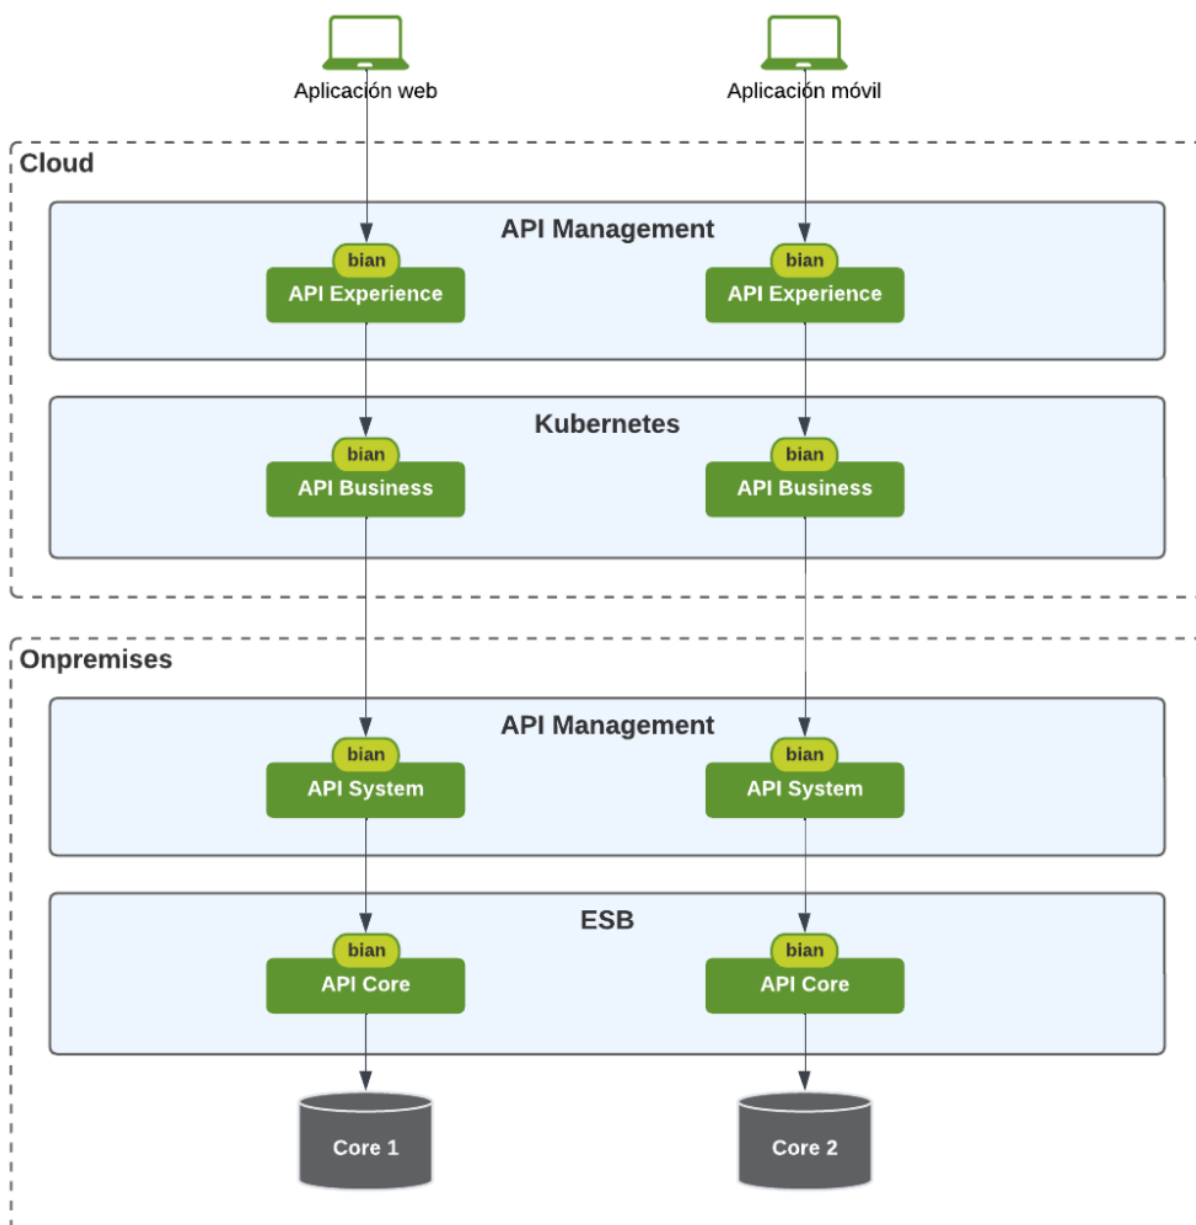 Aplicación web
Aplicación móvil
Cloud
API Management
bian
bian
API Experience
API Experience
Kubernetes
bian
bian
API Business
API Business
Onpremises
API Management
bian
bian
API System
API System
ESB
bian
bian
API Core
API Core
Core 1
Core 2